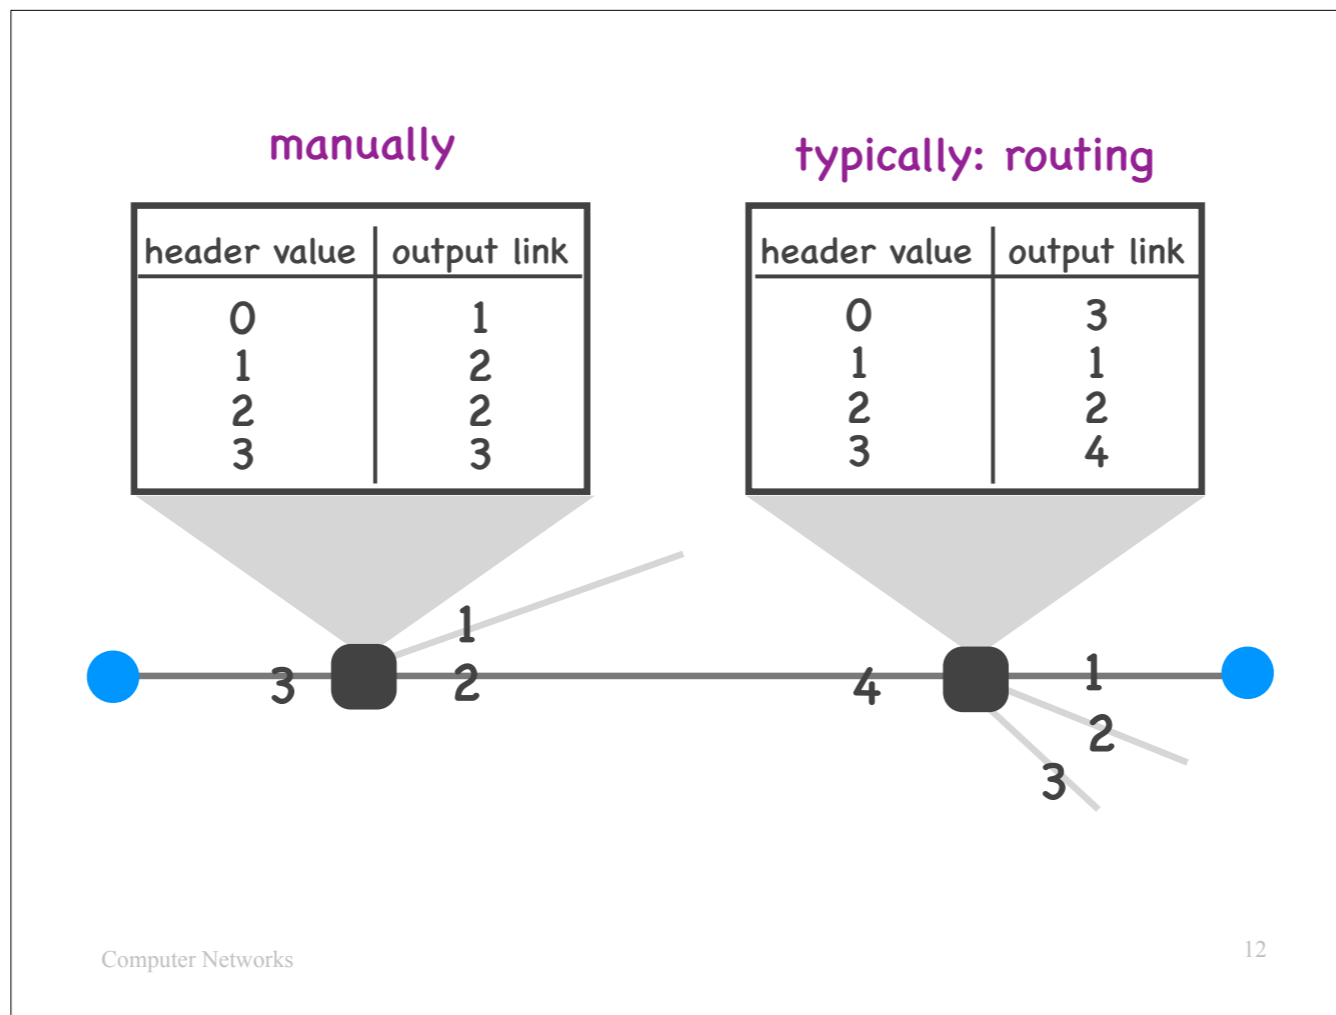 manually
typically: routing
header value output link
0 1
1 2
2 2
3 3
header value output link
0 3
1 1
2 2
3 4
1
3 2
4 1
2
3
Computer Networks
12